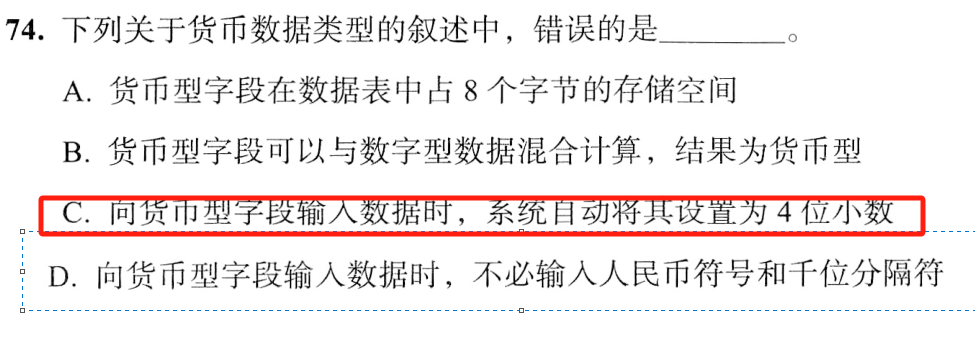 74. 下列关于货币数据类型的叙述中，错误的是________。
A. 货币型字段在数据表中占 8 个字节的存储空间
B. 货币型字段可以与数字型数据混合计算，结果为货币型
C. 向货币型字段输入数据时，系统自动将其设置为 4 位小数
D. 向货币型字段输入数据时，不必输入人民币符号和千位分隔符